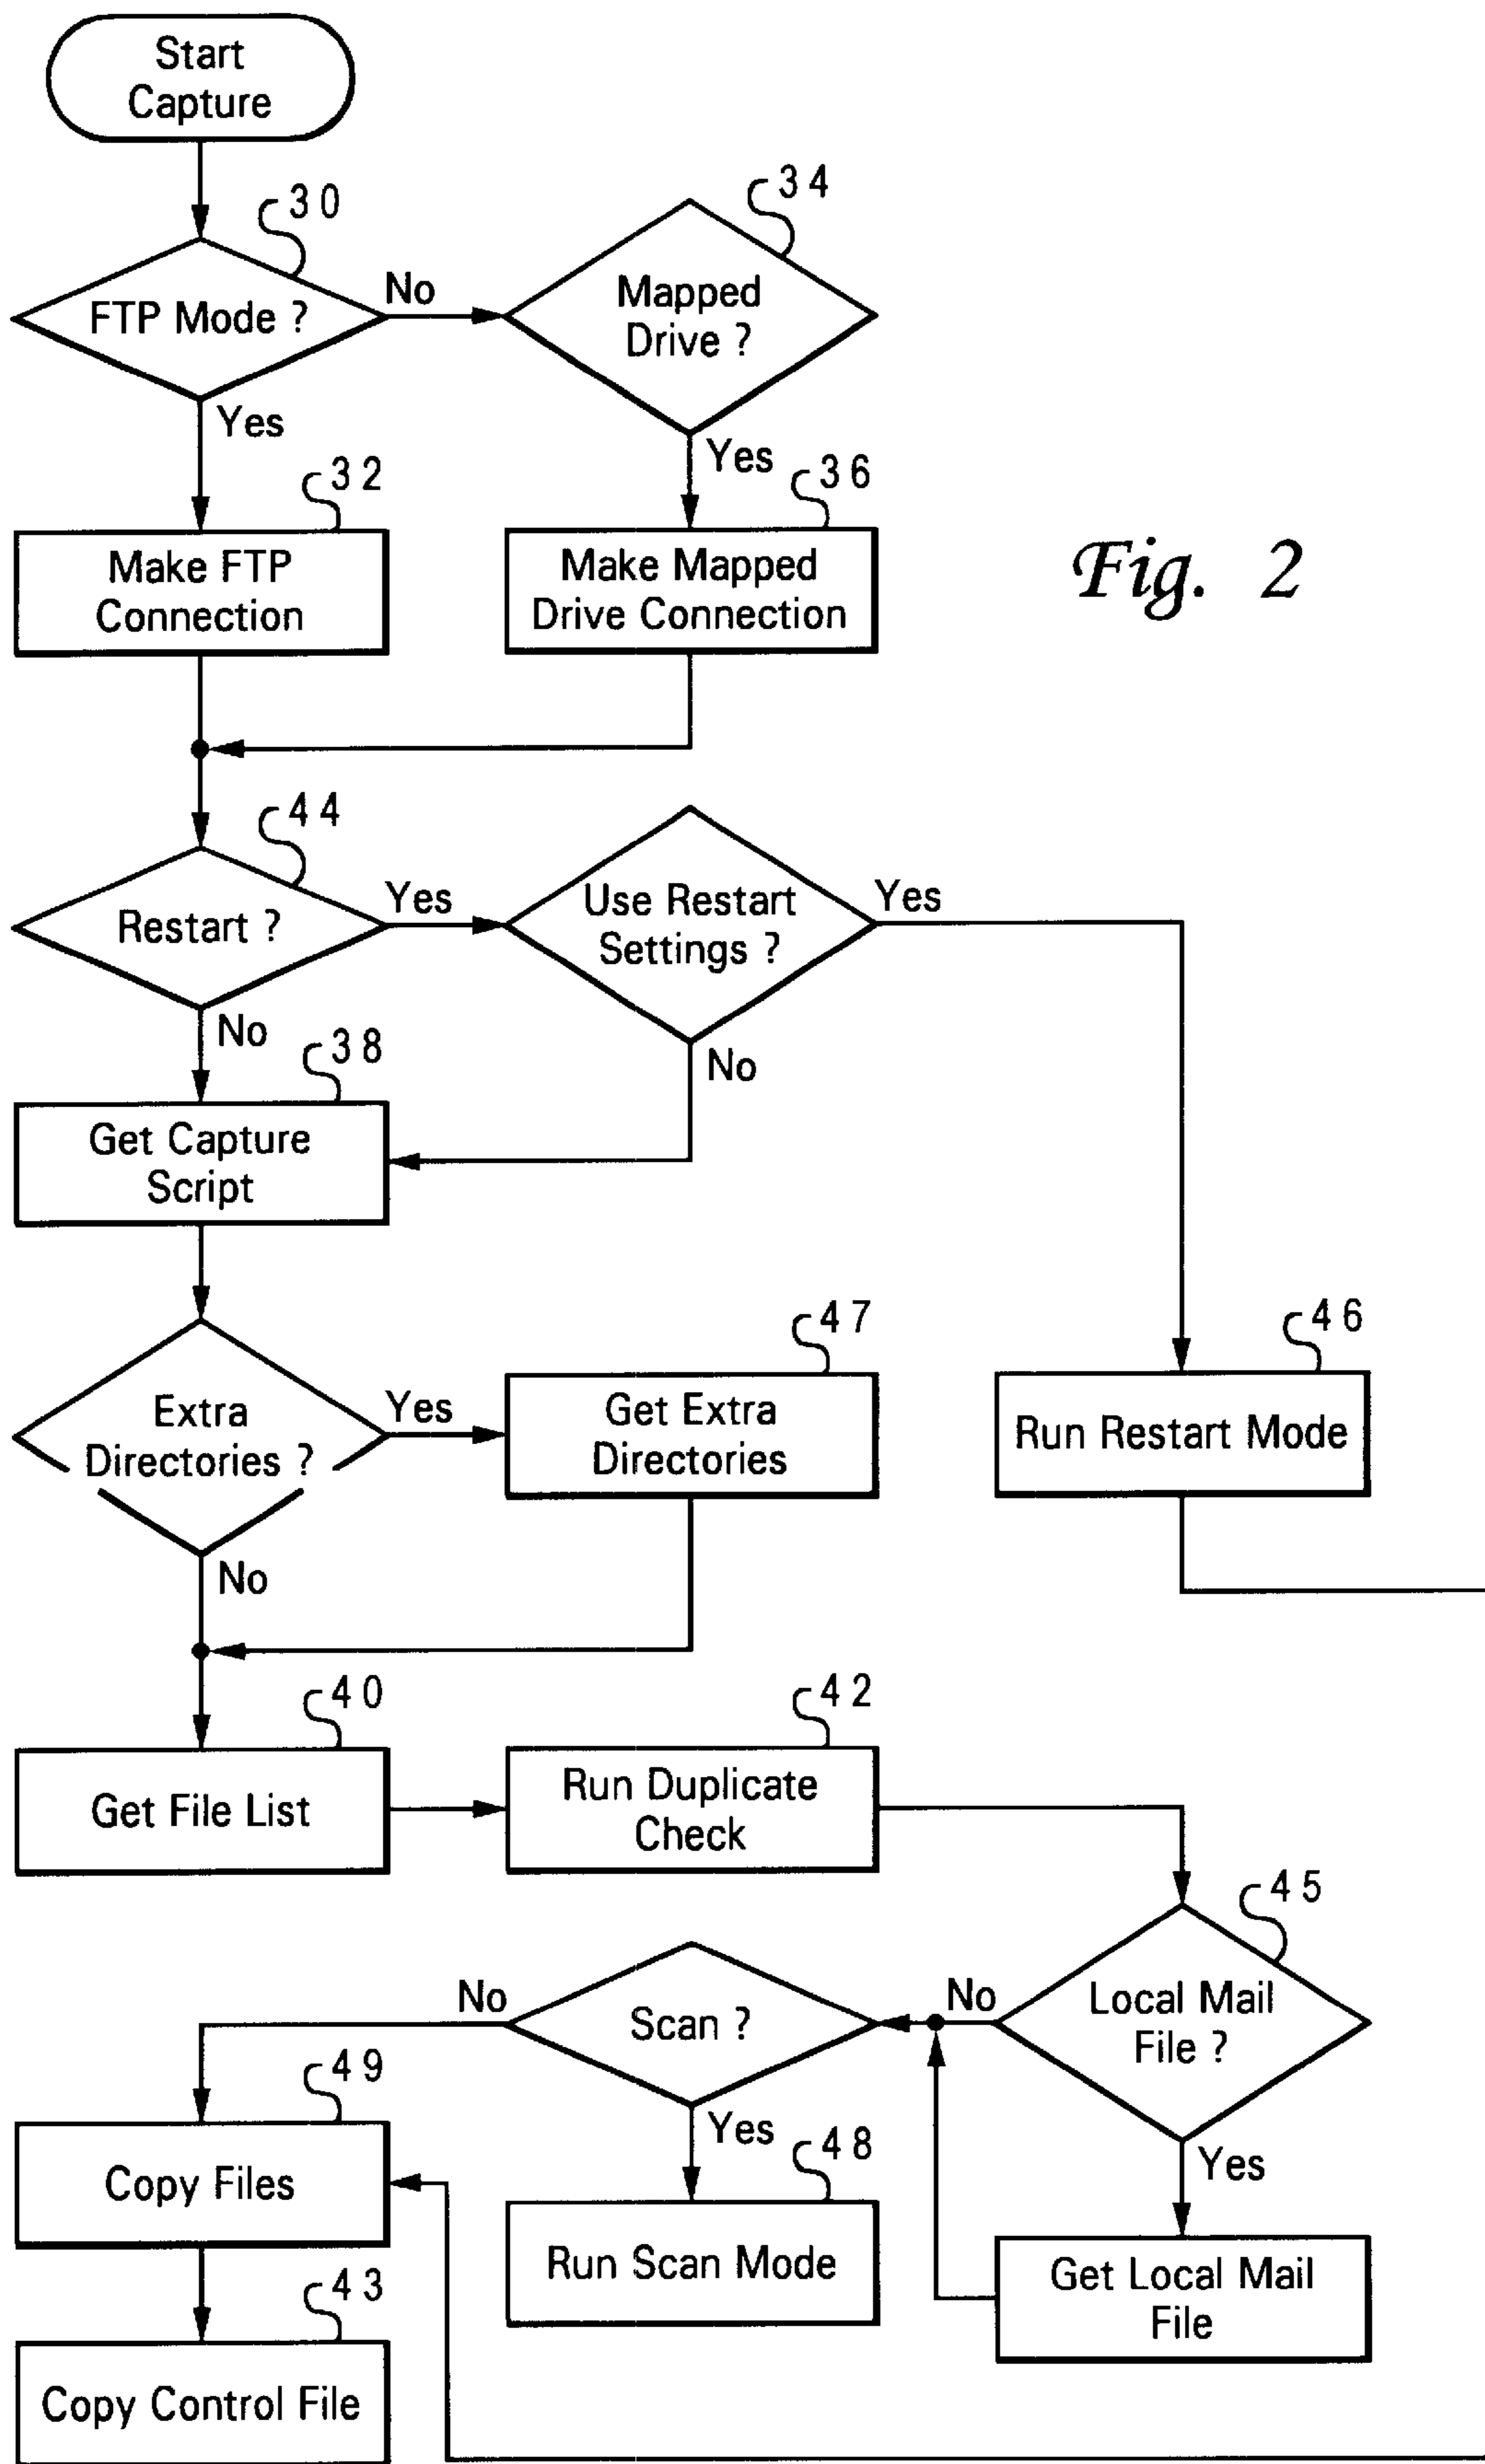 Start
Capture
30
34
FTP Mode ?
No
Mapped
Drive ?
Yes
Yes
32
36
Make FTP
Connection
Make Mapped
Drive Connection
Fig. 2
44
Restart ?
Yes
Use Restart
Settings ?
Yes
No
No
38
Get Capture
Script
47
46
Extra
Directories ?
Yes
Get Extra
Directories
Run Restart Mode
No
40
42
Get File List
Run Duplicate
Check
45
No
Scan ?
No
Local Mail
File ?
49
Yes
48
Yes
Copy Files
Run Scan Mode
Get Local Mail
File
43
Copy Control File